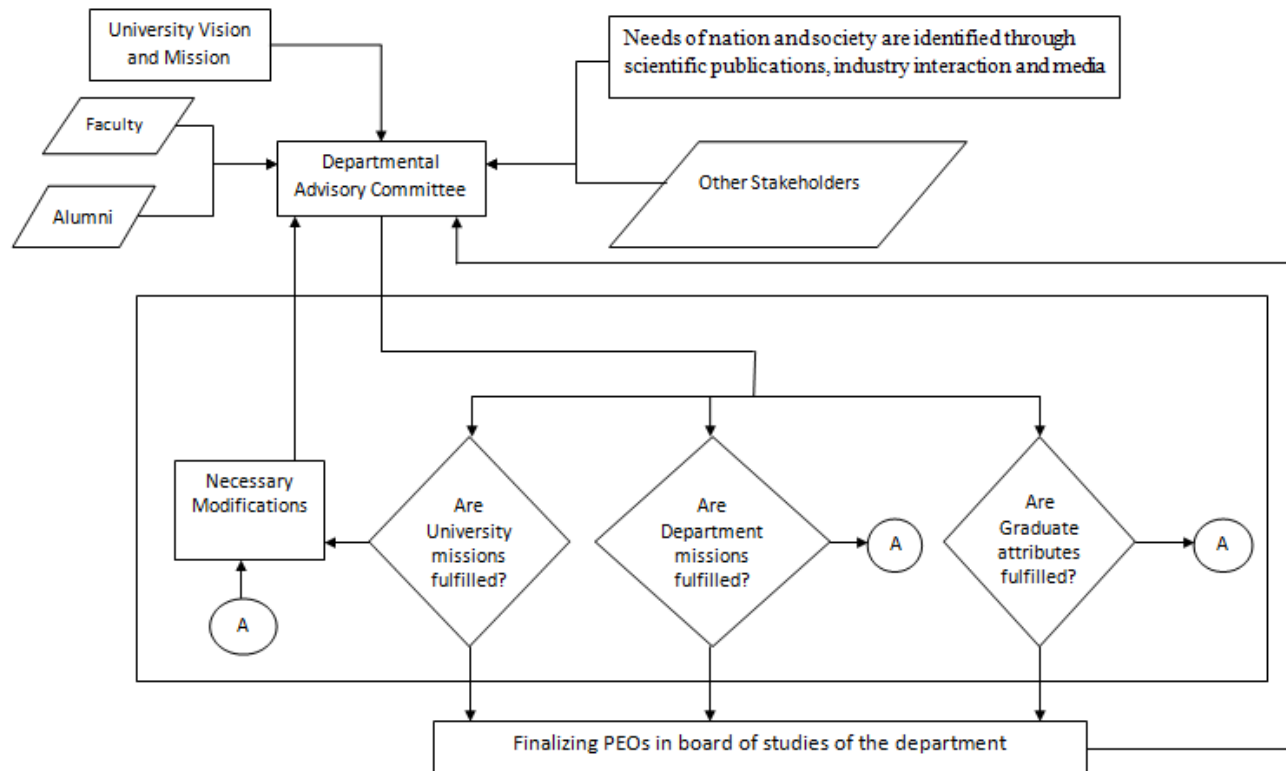 University Vision
and Mission
Needs of nation and society are identified through
scientific publications, industry interaction and media
Faculty
Departmental
Advisory Committee
Other Stakeholders
Alumni
Necessary
Modifications
Are
University
missions
fulfilled?
Are
Department
missions
fulfilled?
A
Are
Graduate
attributes
fulfilled?
A
A
Finalizing PEOs in board of studies of the department